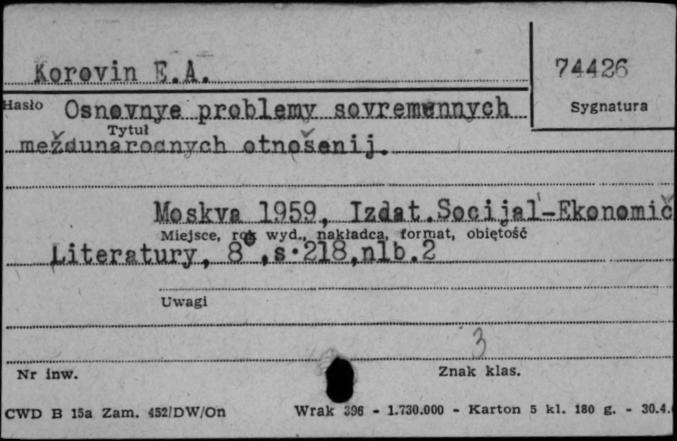 Korovin E.A.
74426
Hasło Osnovnye problemy sovremennych
Sygnatura
Tytuł
meždunarodnych otnošenij.
Moskva 1959, Izdat.Socijal'-Ekonomič
Miejsce, rok wyd., nakładca, format, objętość
Literatury, 8°,s.218,nlb.2
Uwagi
3
Nr inw.
Znak klas.
CWD B 15a Zam. 452/DW/On Wrak 396 - 1.730.000 - Karton 5 kl. 180 g. - 30.4.